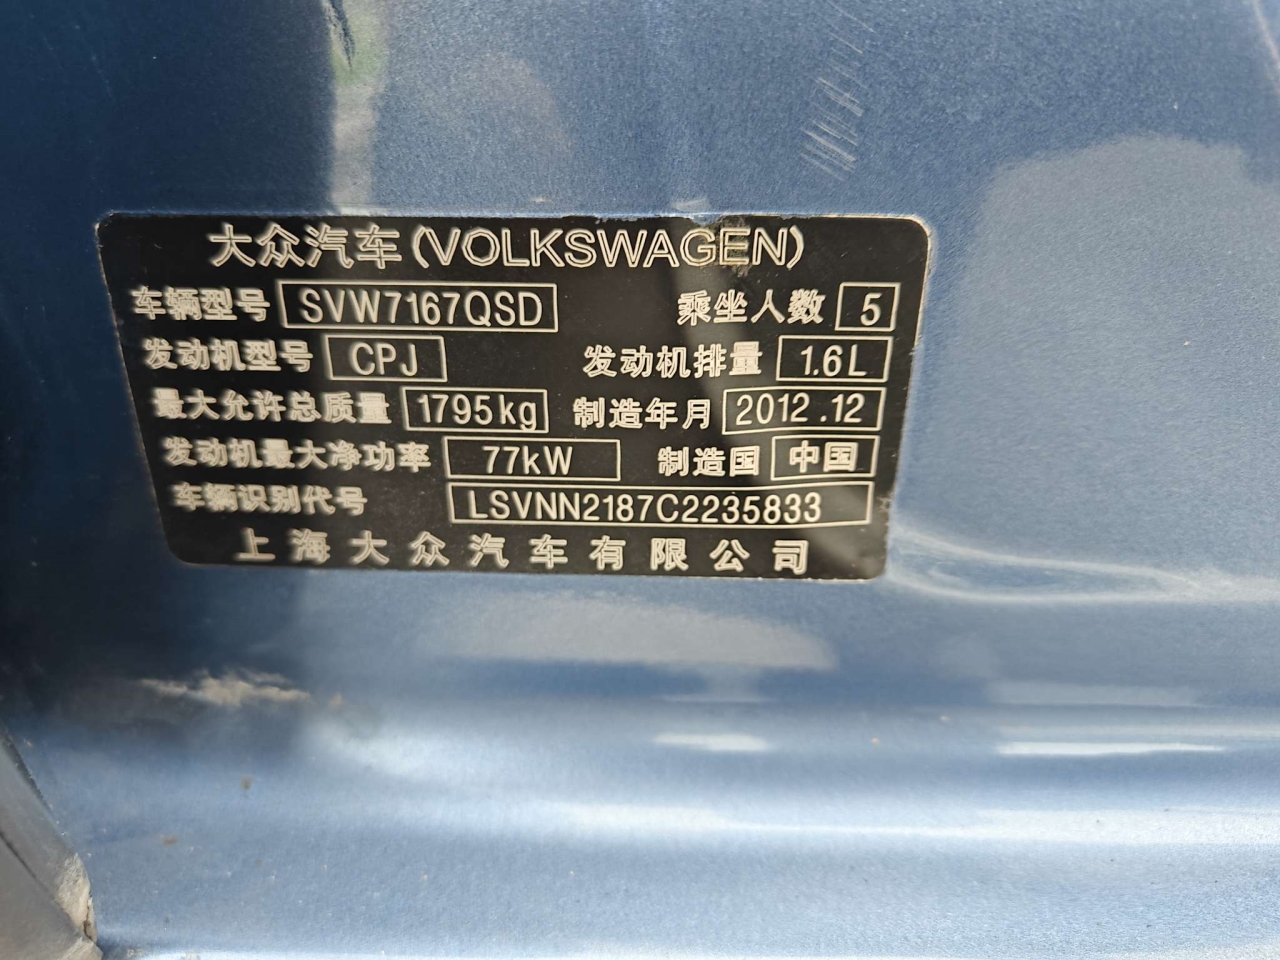 大众汽车(VOLKSWAGEN)
车辆型号 SVW7167QSD 乘坐人数 5
发动机型号 CPJ 发动机排量 1.6L
最大允许总质量 1795kg 制造年月 2012.12
发动机最大净功率 77kW 制造国 中国
车辆识别代号 LSVNN2187C2235833
上海大众汽车有限公司